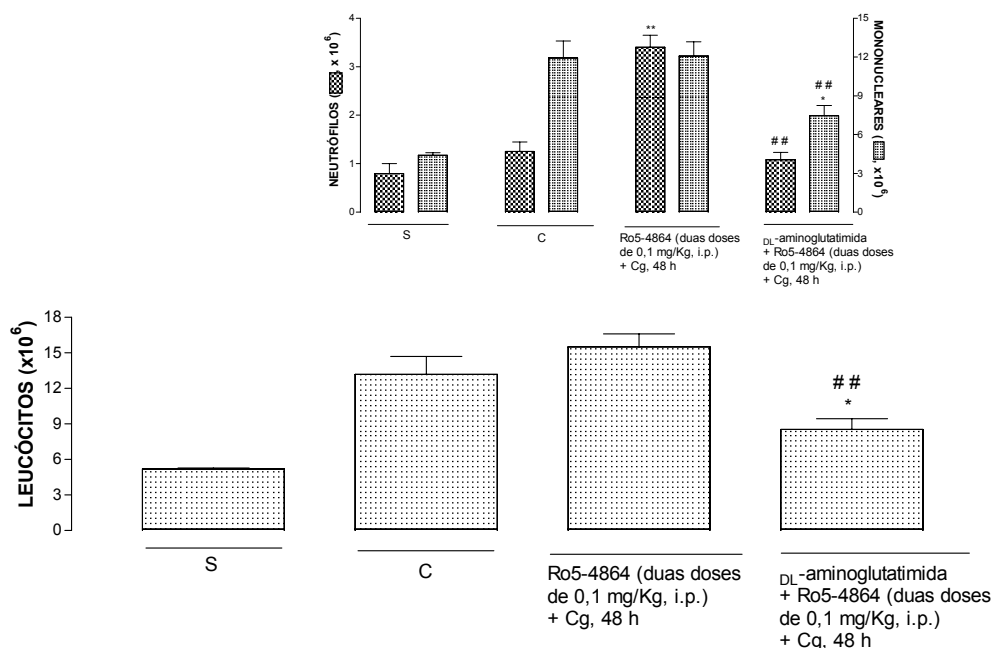 NEUTRÓFILOS ( , x 10⁶)
4
3
2
1
0
**
##
##
*
15
12
9
6
3
0
MONONUCLEARES ( , x10⁶)
S
C
Ro5-4864 (duas doses
de 0,1 mg/Kg, i.p.)
+ Cg, 48 h
DL-aminoglutatimida
+ Ro5-4864 (duas doses
de 0,1 mg/Kg, i.p.)
+ Cg, 48 h
LEUCÓCITOS (x10⁶)
18
15
12
9
6
3
0
##
*
S
C
Ro5-4864 (duas doses
de 0,1 mg/Kg, i.p.)
+ Cg, 48 h
DL-aminoglutatimida
+ Ro5-4864 (duas doses
de 0,1 mg/Kg, i.p.)
+ Cg, 48 h